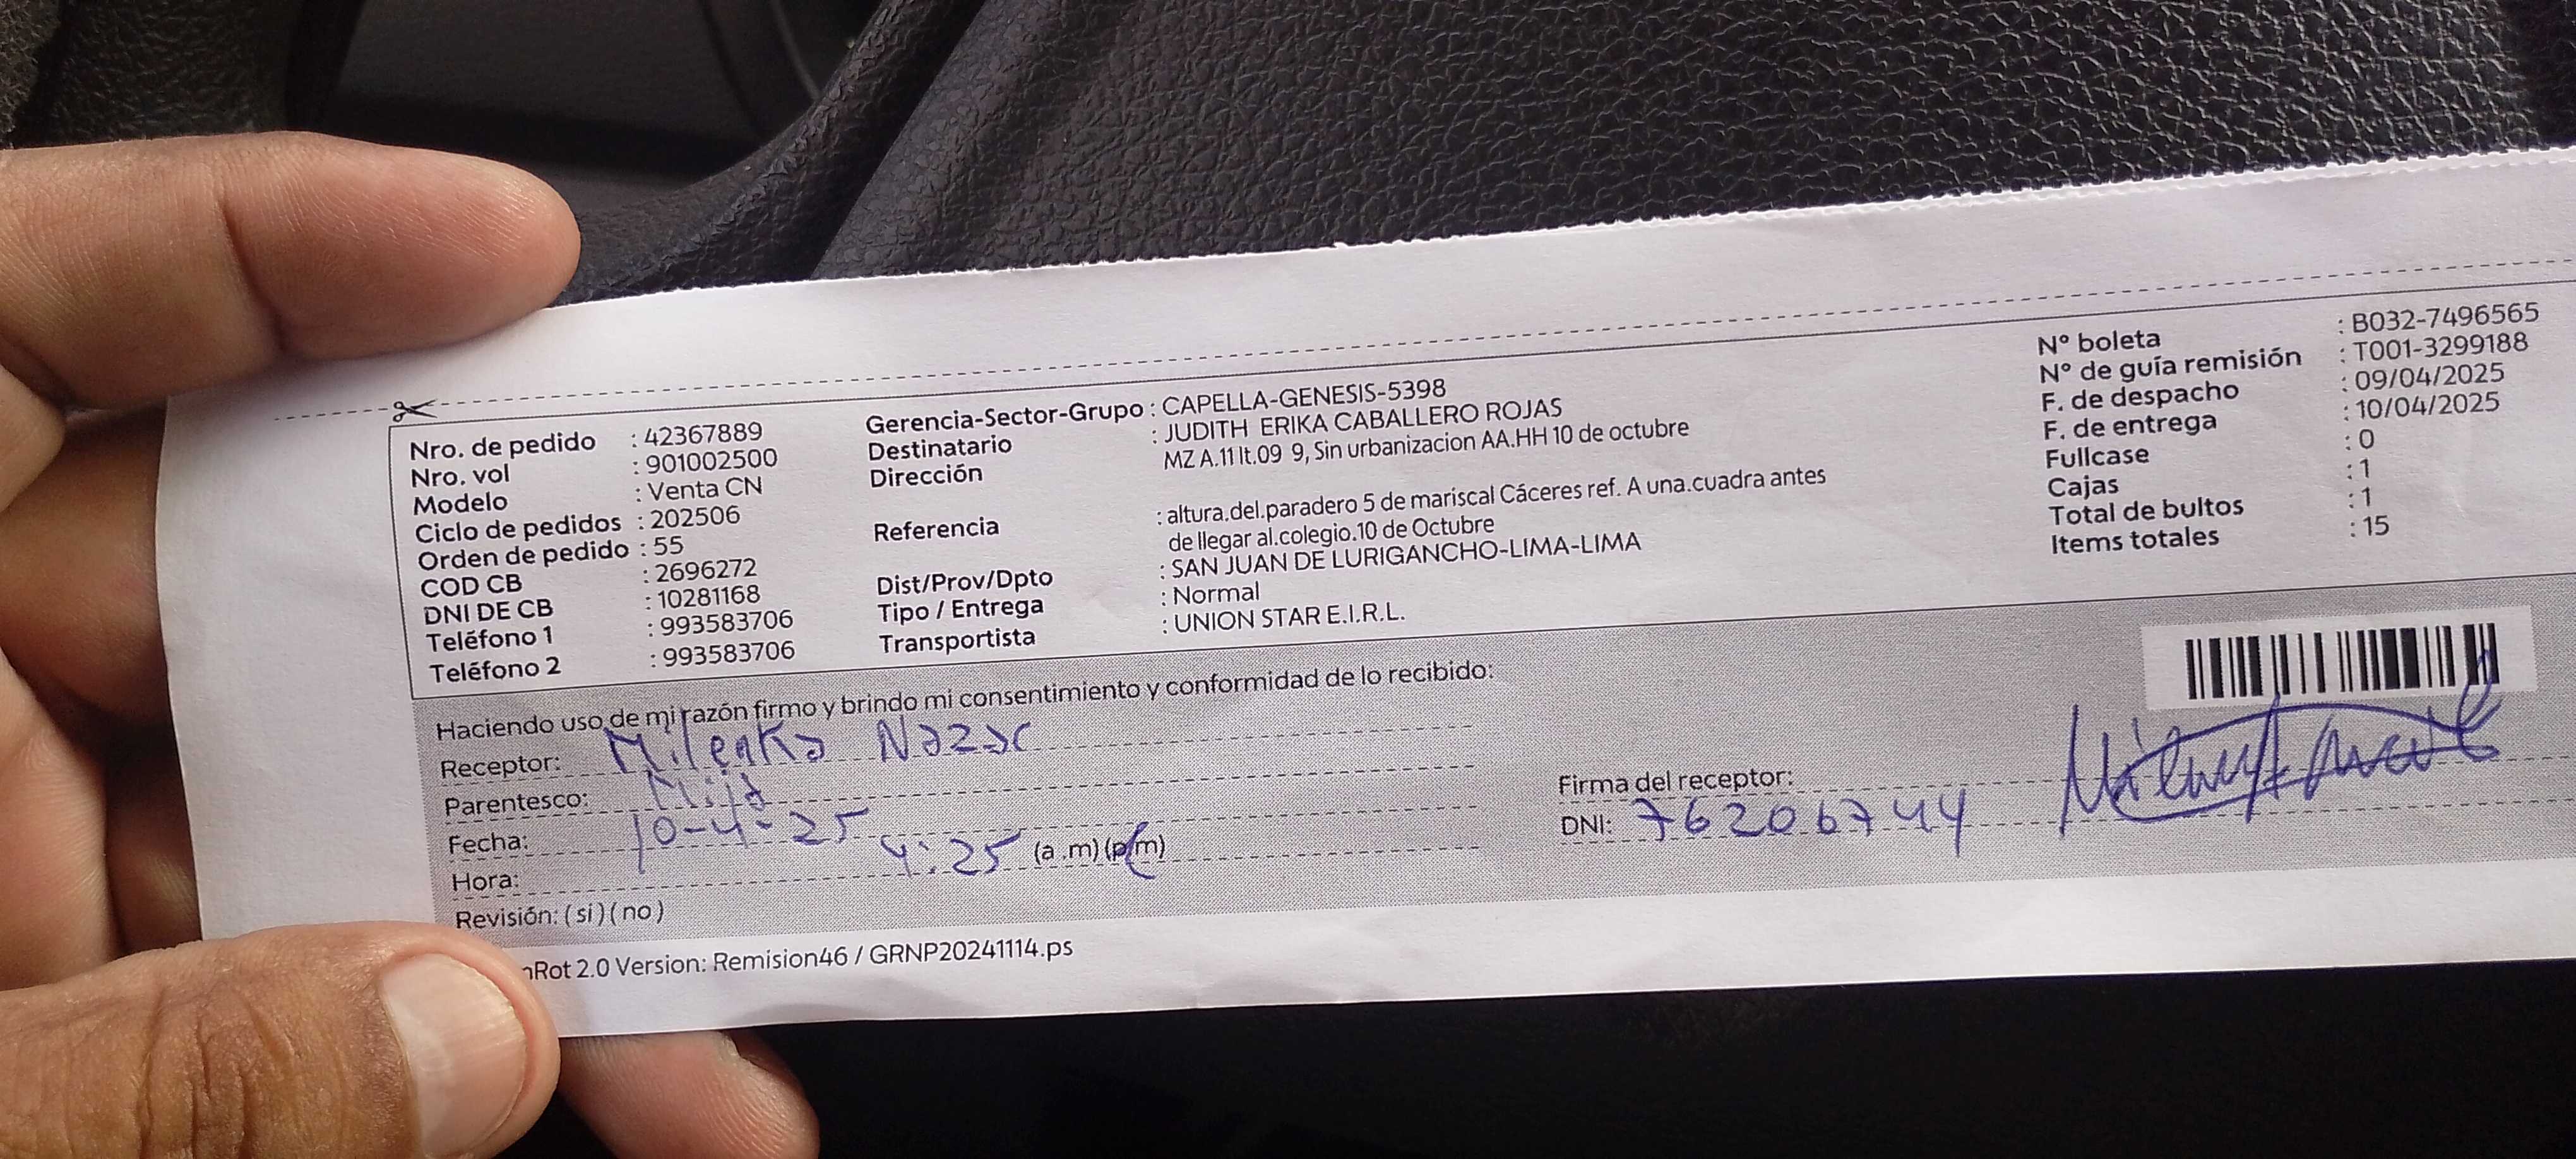 Nro. de pedido : 42367889
Nro. vol : 901002500
Modelo : Venta CN
Ciclo de pedidos : 202506
Orden de pedido : 55
COD CB : 2696272
DNI DE CB : 10281168
Teléfono 1 : 993583706
Teléfono 2 : 993583706
Gerencia-Sector-Grupo : CAPELLA-GENESIS-5398
Destinatario : JUDITH ERIKA CABALLERO ROJAS
Dirección MZ A.11 lt.09 9, Sin urbanizacion AA.HH 10 de octubre
Referencia : altura.del.paradero 5 de mariscal Cáceres ref. A una.cuadra antes
de llegar al.colegio.10 de Octubre
Dist/Prov/Dpto : SAN JUAN DE LURIGANCHO-LIMA-LIMA
Tipo / Entrega : Normal
Transportista : UNION STAR E.I.R.L.
N° boleta : B032-7496565
N° de guía remisión : T001-3299188
F. de despacho : 09/04/2025
F. de entrega : 10/04/2025
Fullcase : 0
Cajas : 1
Total de bultos : 1
Items totales : 15
Haciendo uso de mi razón firmo y brindo mi consentimiento y conformidad de lo recibido:
Receptor: Milenka Nazar
Parentesco:
Fecha: 10-4-25
Hora: 4:25 (a.m) (p.m)
Revisión: (si) (no)
Firma del receptor:
DNI: 76206744
Rot 2.0 Version: Remision46 / GRNP20241114.ps